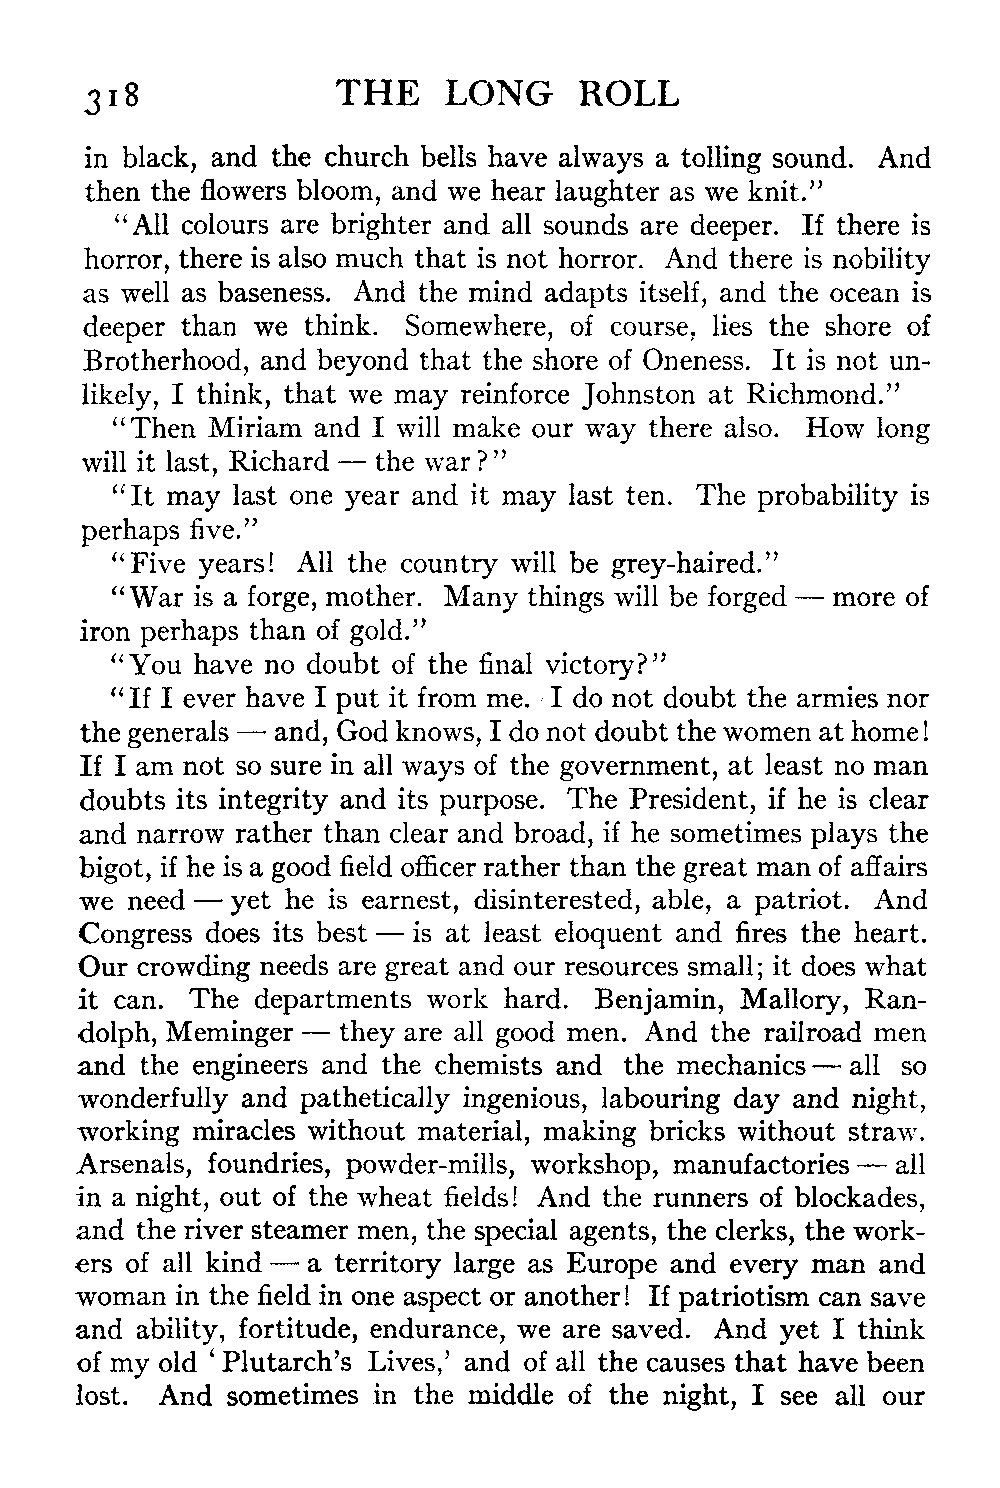 318 THE LONG ROLL
in black, and the church bells have always a tolling sound. And
then the flowers bloom, and we hear laughter as we knit."
"All colours are brighter and all sounds are deeper. If there is
horror, there is also much that is not horror. And there is nobility
as well as baseness. And the mind adapts itself, and the ocean is
deeper than we think. Somewhere, of course, lies the shore of
Brotherhood, and beyond that the shore of Oneness. It is not un-
likely, I think, that we may reinforce Johnston at Richmond."
"Then Miriam and I will make our way there also. How long
will it last, Richard — the war?"
"It may last one year and it may last ten. The probability is
perhaps five."
"Five years! All the country will be grey-haired."
"War is a forge, mother. Many things will be forged — more of
iron perhaps than of gold."
"You have no doubt of the final victory?"
"If I ever have I put it from me. I do not doubt the armies nor
the generals — and, God knows, I do not doubt the women at home!
If I am not so sure in all ways of the government, at least no man
doubts its integrity and its purpose. The President, if he is clear
and narrow rather than clear and broad, if he sometimes plays the
bigot, if he is a good field officer rather than the great man of affairs
we need — yet he is earnest, disinterested, able, a patriot. And
Congress does its best — is at least eloquent and fires the heart.
Our crowding needs are great and our resources small; it does what
it can. The departments work hard. Benjamin, Mallory, Ran-
dolph, Meminger — they are all good men. And the railroad men
and the engineers and the chemists and the mechanics — all so
wonderfully and pathetically ingenious, labouring day and night,
working miracles without material, making bricks without straw.
Arsenals, foundries, powder-mills, workshop, manufactories — all
in a night, out of the wheat fields! And the runners of blockades,
and the river steamer men, the special agents, the clerks, the work-
ers of all kind — a territory large as Europe and every man and
woman in the field in one aspect or another! If patriotism can save
and ability, fortitude, endurance, we are saved. And yet I think
of my old 'Plutarch's Lives,' and of all the causes that have been
lost. And sometimes in the middle of the night, I see all our